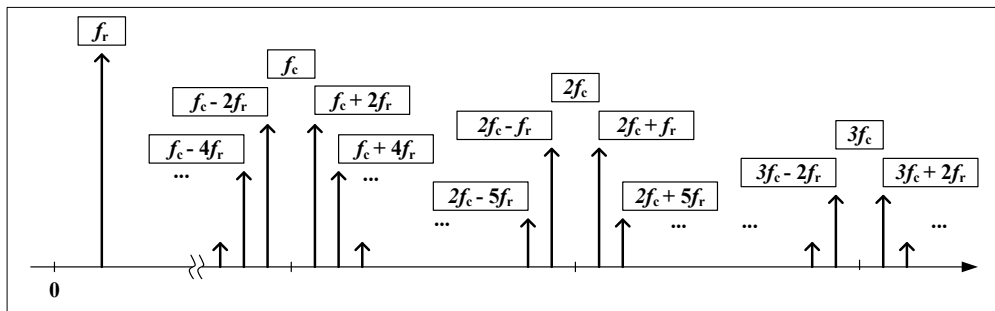 fr
fc
fc - 2fr
fc + 2fr
fc - 4fr
fc + 4fr
...
...
2fc
2fc - fr
2fc + fr
2fc - 5fr
2fc + 5fr
...
...
3fc
3fc - 2fr
3fc + 2fr
...
...
0